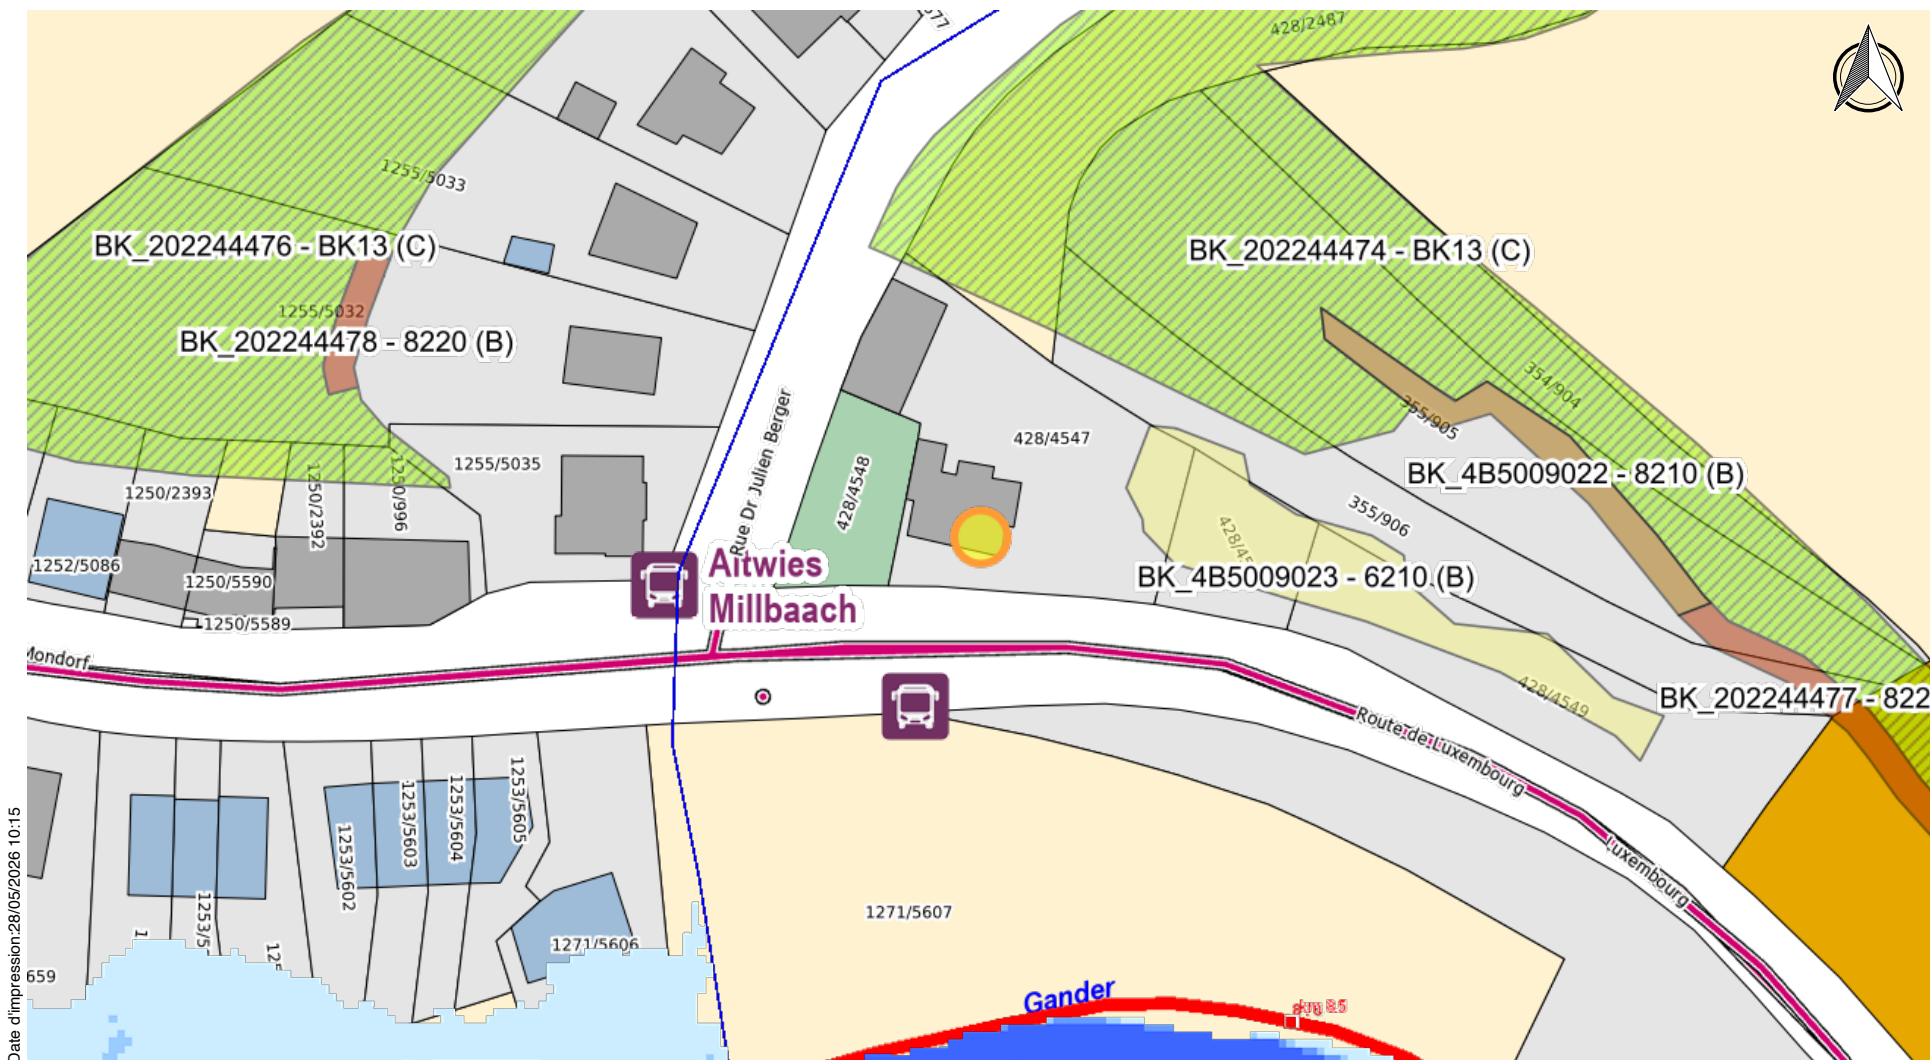 428/2487
1255/5033
BK_202244476 - BK13 (C)
BK_202244474 - BK13 (C)
1255/5032
BK_202244478 - 8220 (B)
354/904
355/905
Rue Dr Julien Berger
428/4547
1255/5035
BK_4B5009022 - 8210 (B)
1250/2393
1250/2392
1250/996
428/4548
355/906
1252/5086
1250/5590
Altwies
Millbaach
BK_4B5009023 - 6210 (B)
1250/5589
Mondorf
428/4549
BK_202244477 - 822
Route de Luxembourg
1253/5602
1253/5603
1253/5604
1253/5605
Luxembourg
1271/5607
1271/5606
659
Gander
Date d'impression:28/05/2026 10:15